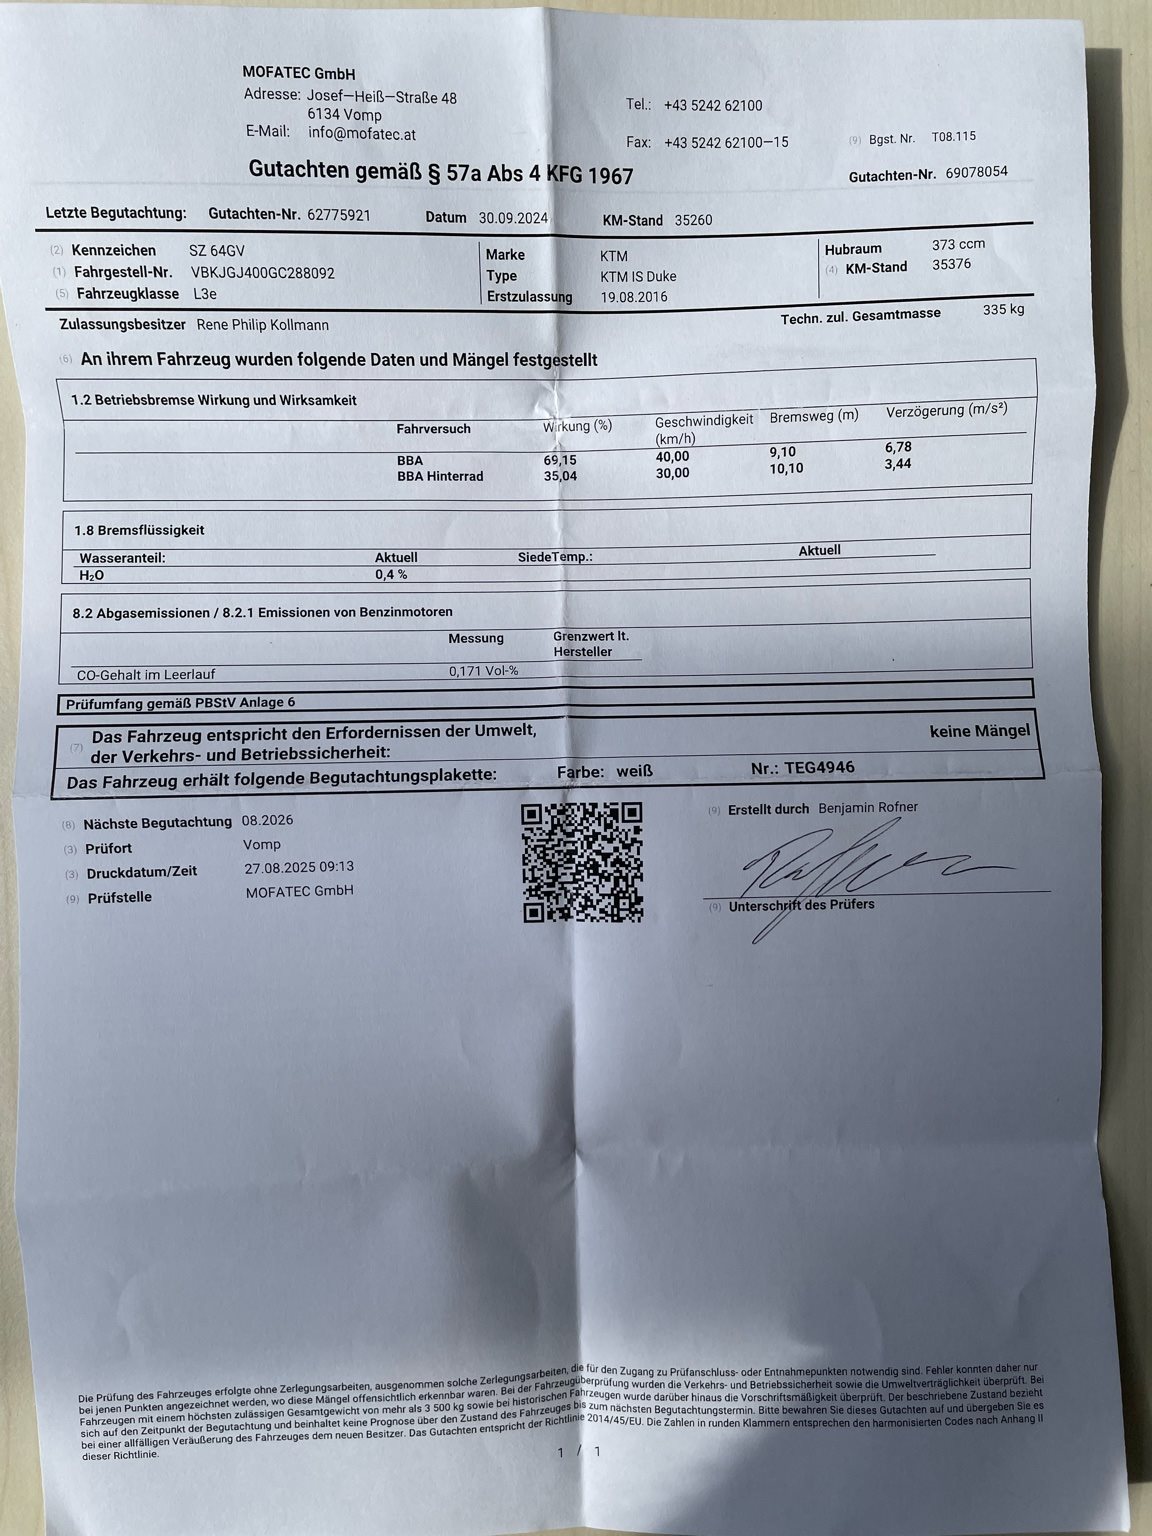 MOFATEC GmbH
Adresse: Josef-Heiß-Straße 48
6134 Vomp
E-Mail: info@mofatec.at
Tel.: +43 5242 62100
Fax: +43 5242 62100-15
(9) Bgst. Nr. T08.115
Gutachten gemäß § 57a Abs 4 KFG 1967
Gutachten-Nr. 69078054
Letzte Begutachtung: Gutachten-Nr. 62775921 Datum 30.09.2024 KM-Stand 35260
(2) Kennzeichen SZ 64GV Marke KTM Hubraum 373 ccm
(1) Fahrgestell-Nr. VBKJGJ400GC288092 Type KTM IS Duke (4) KM-Stand 35376
(5) Fahrzeugklasse L3e Erstzulassung 19.08.2016
Zulassungsbesitzer Rene Philip Kollmann Techn. zul. Gesamtmasse 335 kg
(6) An ihrem Fahrzeug wurden folgende Daten und Mängel festgestellt
1.2 Betriebsbremse Wirkung und Wirksamkeit
Fahrversuch Wirkung (%) Geschwindigkeit (km/h) Bremsweg (m) Verzögerung (m/s²)
BBA 69,15 40,00 9,10 6,78
BBA Hinterrad 35,04 30,00 10,10 3,44
1.8 Bremsflüssigkeit
Wasseranteil: Aktuell SiedeTemp.: Aktuell
H₂O 0,4 %
8.2 Abgasemissionen / 8.2.1 Emissionen von Benzinmotoren
Messung Grenzwert lt.
Hersteller
CO-Gehalt im Leerlauf 0,171 Vol-%
Prüfumfang gemäß PBStV Anlage 6
(7) Das Fahrzeug entspricht den Erfordernissen der Umwelt,
der Verkehrs- und Betriebssicherheit: keine Mängel
Das Fahrzeug erhält folgende Begutachtungsplakette: Farbe: weiß Nr.: TEG4946
(8) Nächste Begutachtung 08.2026
(3) Prüfort Vomp
(3) Druckdatum/Zeit 27.08.2025 09:13
(9) Prüfstelle MOFATEC GmbH
(9) Erstellt durch Benjamin Rofner
(9) Unterschrift des Prüfers
Die Prüfung des Fahrzeuges erfolgte ohne Zerlegungsarbeiten, ausgenommen solche Zerlegungsarbeiten, die für den Zugang zu Prüfanschluss- oder Entnahmepunkten notwendig sind. Fehler konnten daher nur
bei jenen Punkten angezeichnet werden, wo diese Mängel offensichtlich erkennbar waren. Bei der Fahrzeugüberprüfung wurden die Verkehrs- und Betriebssicherheit sowie die Umweltverträglichkeit überprüft. Bei
Fahrzeugen mit einem höchsten zulässigen Gesamtgewicht von mehr als 3 500 kg sowie bei historischen Fahrzeugen wurde darüber hinaus die Vorschriftsmäßigkeit überprüft. Der beschriebene Zustand bezieht
sich auf den Zeitpunkt der Begutachtung und beinhaltet keine Prognose über den Zustand des Fahrzeuges bis zum nächsten Begutachtungstermin. Bitte bewahren Sie dieses Gutachten auf und übergeben Sie es
bei einer allfälligen Veräußerung des Fahrzeuges dem neuen Besitzer. Das Gutachten entspricht der Richtlinie 2014/45/EU. Die Zahlen in runden Klammern entsprechen den harmonisierten Codes nach Anhang II
dieser Richtlinie.
1 / 1